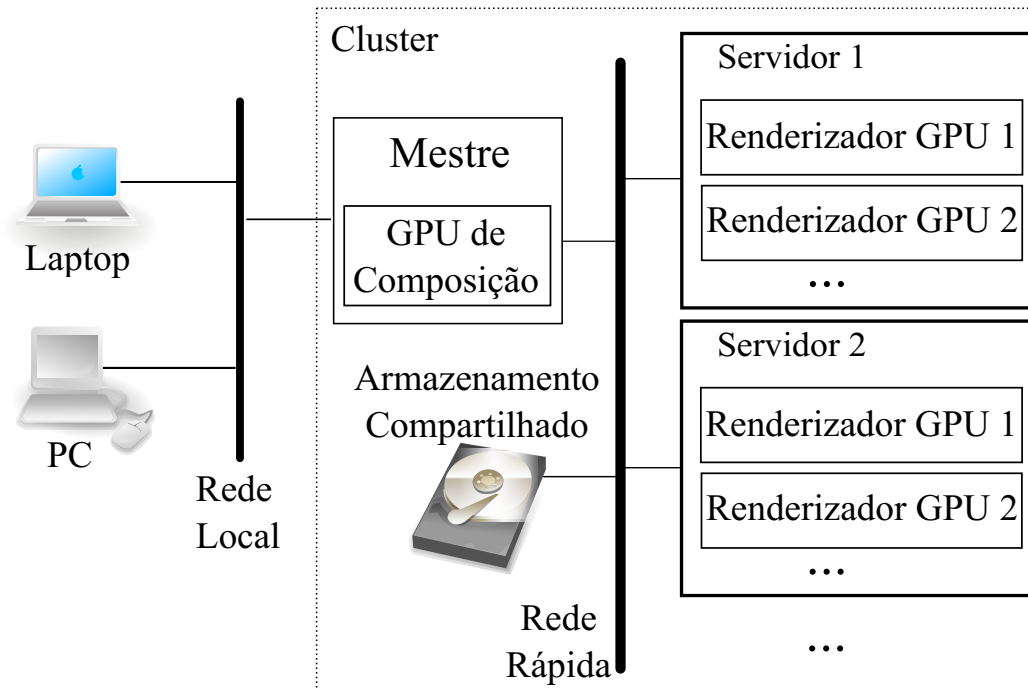 Cluster
Laptop
PC
Rede
Local
Mestre
GPU de
Composição
Armazenamento
Compartilhado
Rede
Rápida
Servidor 1
Renderizador GPU 1
Renderizador GPU 2
...
Servidor 2
Renderizador GPU 1
Renderizador GPU 2
...
...